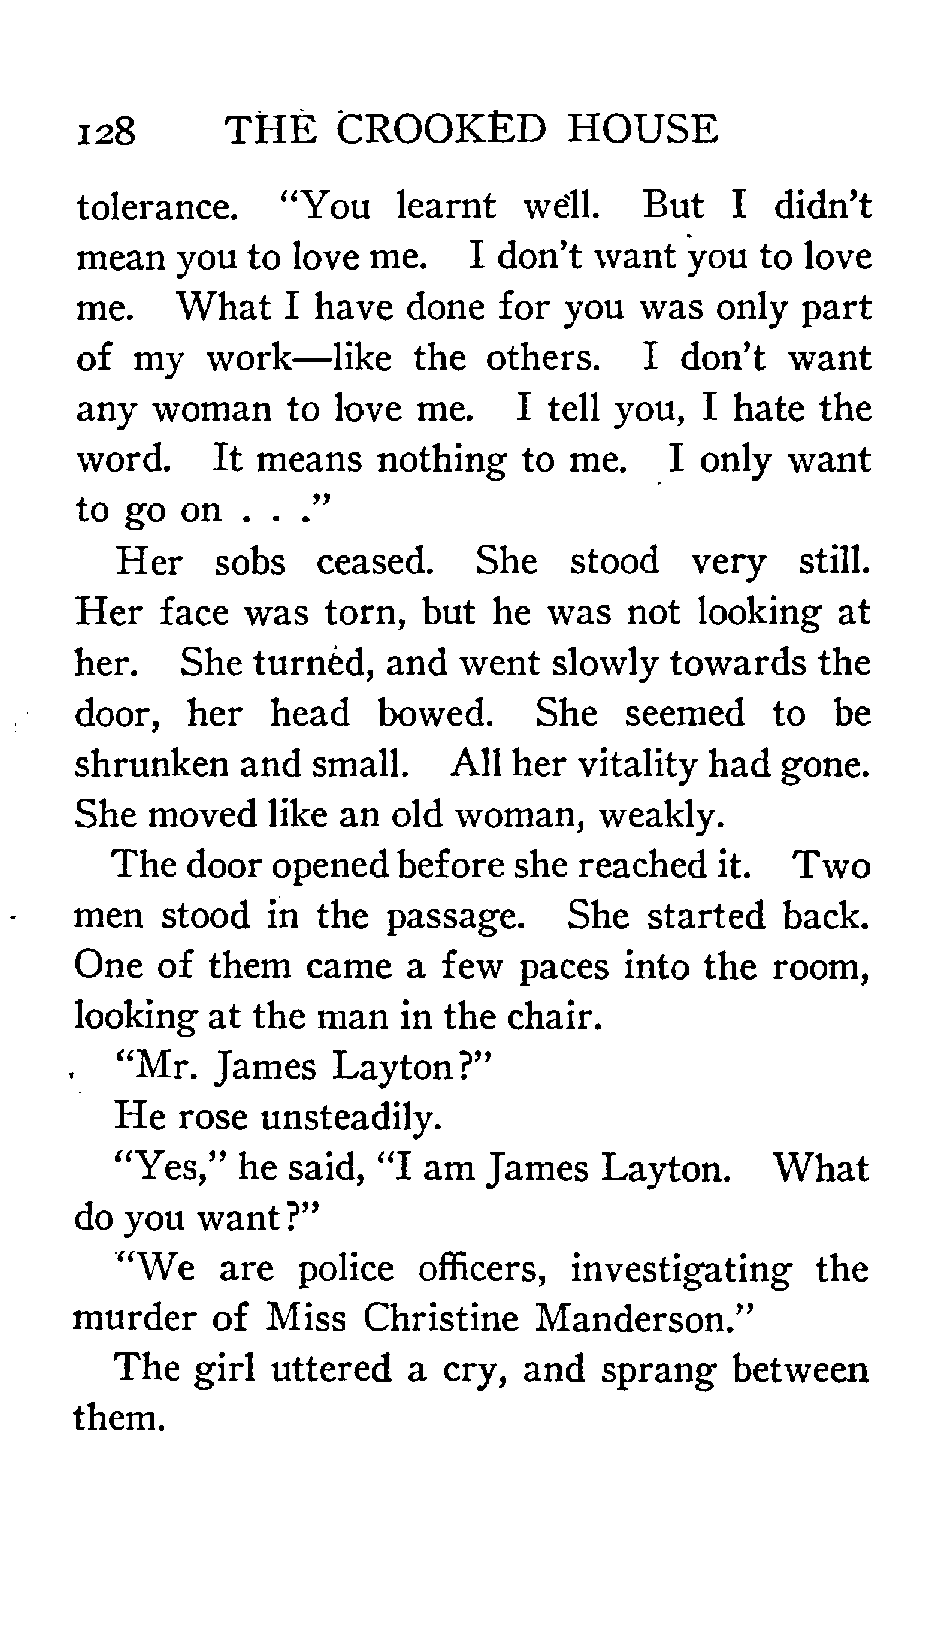 128 THE CROOKED HOUSE
tolerance. "You learnt well. But I didn't
mean you to love me. I don't want you to love
me. What I have done for you was only part
of my work—like the others. I don't want
any woman to love me. I tell you, I hate the
word. It means nothing to me. I only want
to go on . . ."
Her sobs ceased. She stood very still.
Her face was torn, but he was not looking at
her. She turned, and went slowly towards the
door, her head bowed. She seemed to be
shrunken and small. All her vitality had gone.
She moved like an old woman, weakly.
The door opened before she reached it. Two
men stood in the passage. She started back.
One of them came a few paces into the room,
looking at the man in the chair.
"Mr. James Layton?"
He rose unsteadily.
"Yes," he said, "I am James Layton. What
do you want?"
"We are police officers, investigating the
murder of Miss Christine Manderson."
The girl uttered a cry, and sprang between
them.